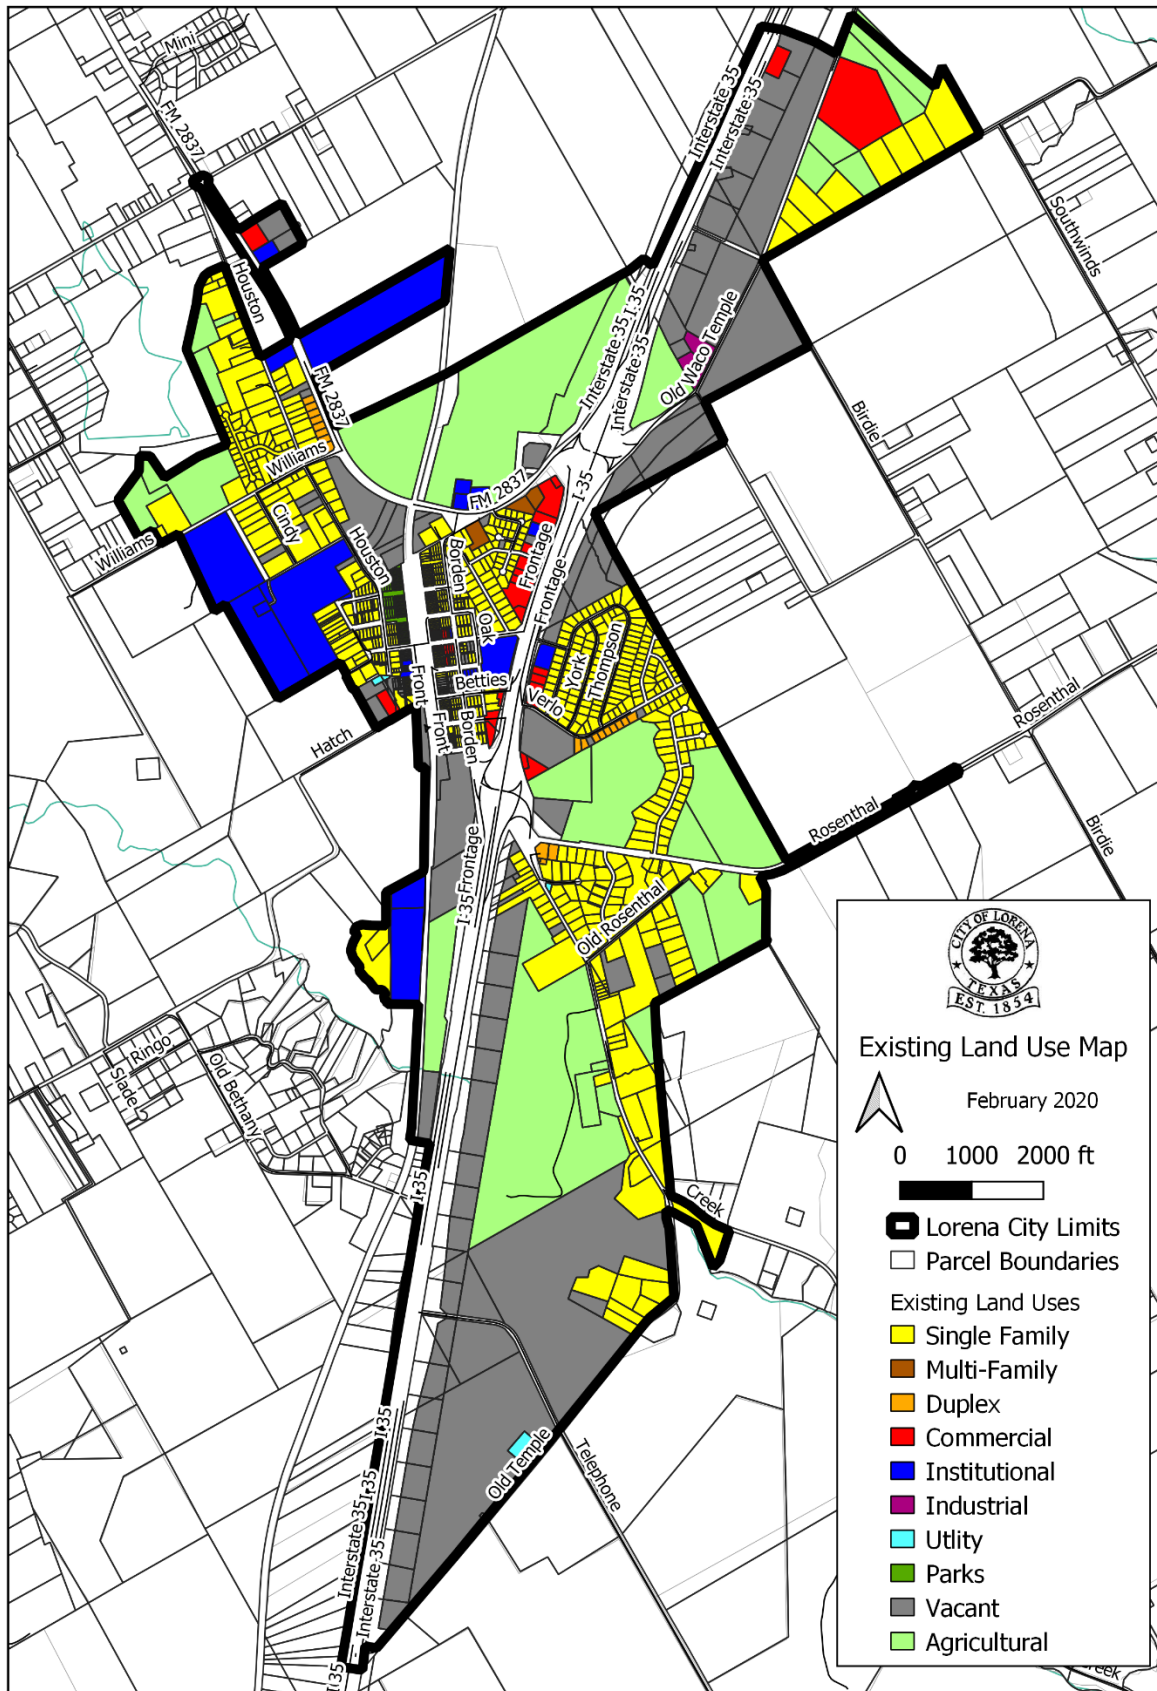 Mini
FM 2837
Interstate 35
Interstate 35
Southwinds
Houston
Interstate 35
I-35
Interstate 35
Old Waco Temple
FM 2837
Birdie
Williams
FM 2837
I-35
Cindy
Houston
Borden
Frontage
Williams
Frontage
Oak
York
Thompson
Betties
Front
Verlo
Rosenthal
Hatch
Front
Borden
Rosenthal
Birdie
I-35 Frontage
Old Rosenthal
CITY OF LORENA
TEXAS
EST. 1854
Existing Land Use Map
February 2020
0 1000 2000 ft
Lorena City Limits
Parcel Boundaries
Existing Land Uses
Single Family
Multi-Family
Duplex
Commercial
Institutional
Industrial
Utlity
Parks
Vacant
Agricultural
Ringo
Slade
Old Bethany
I-35
Creek
I-35
Old Temple
Telephone
I-35
Interstate 35
Interstate 35
I-35
Creek